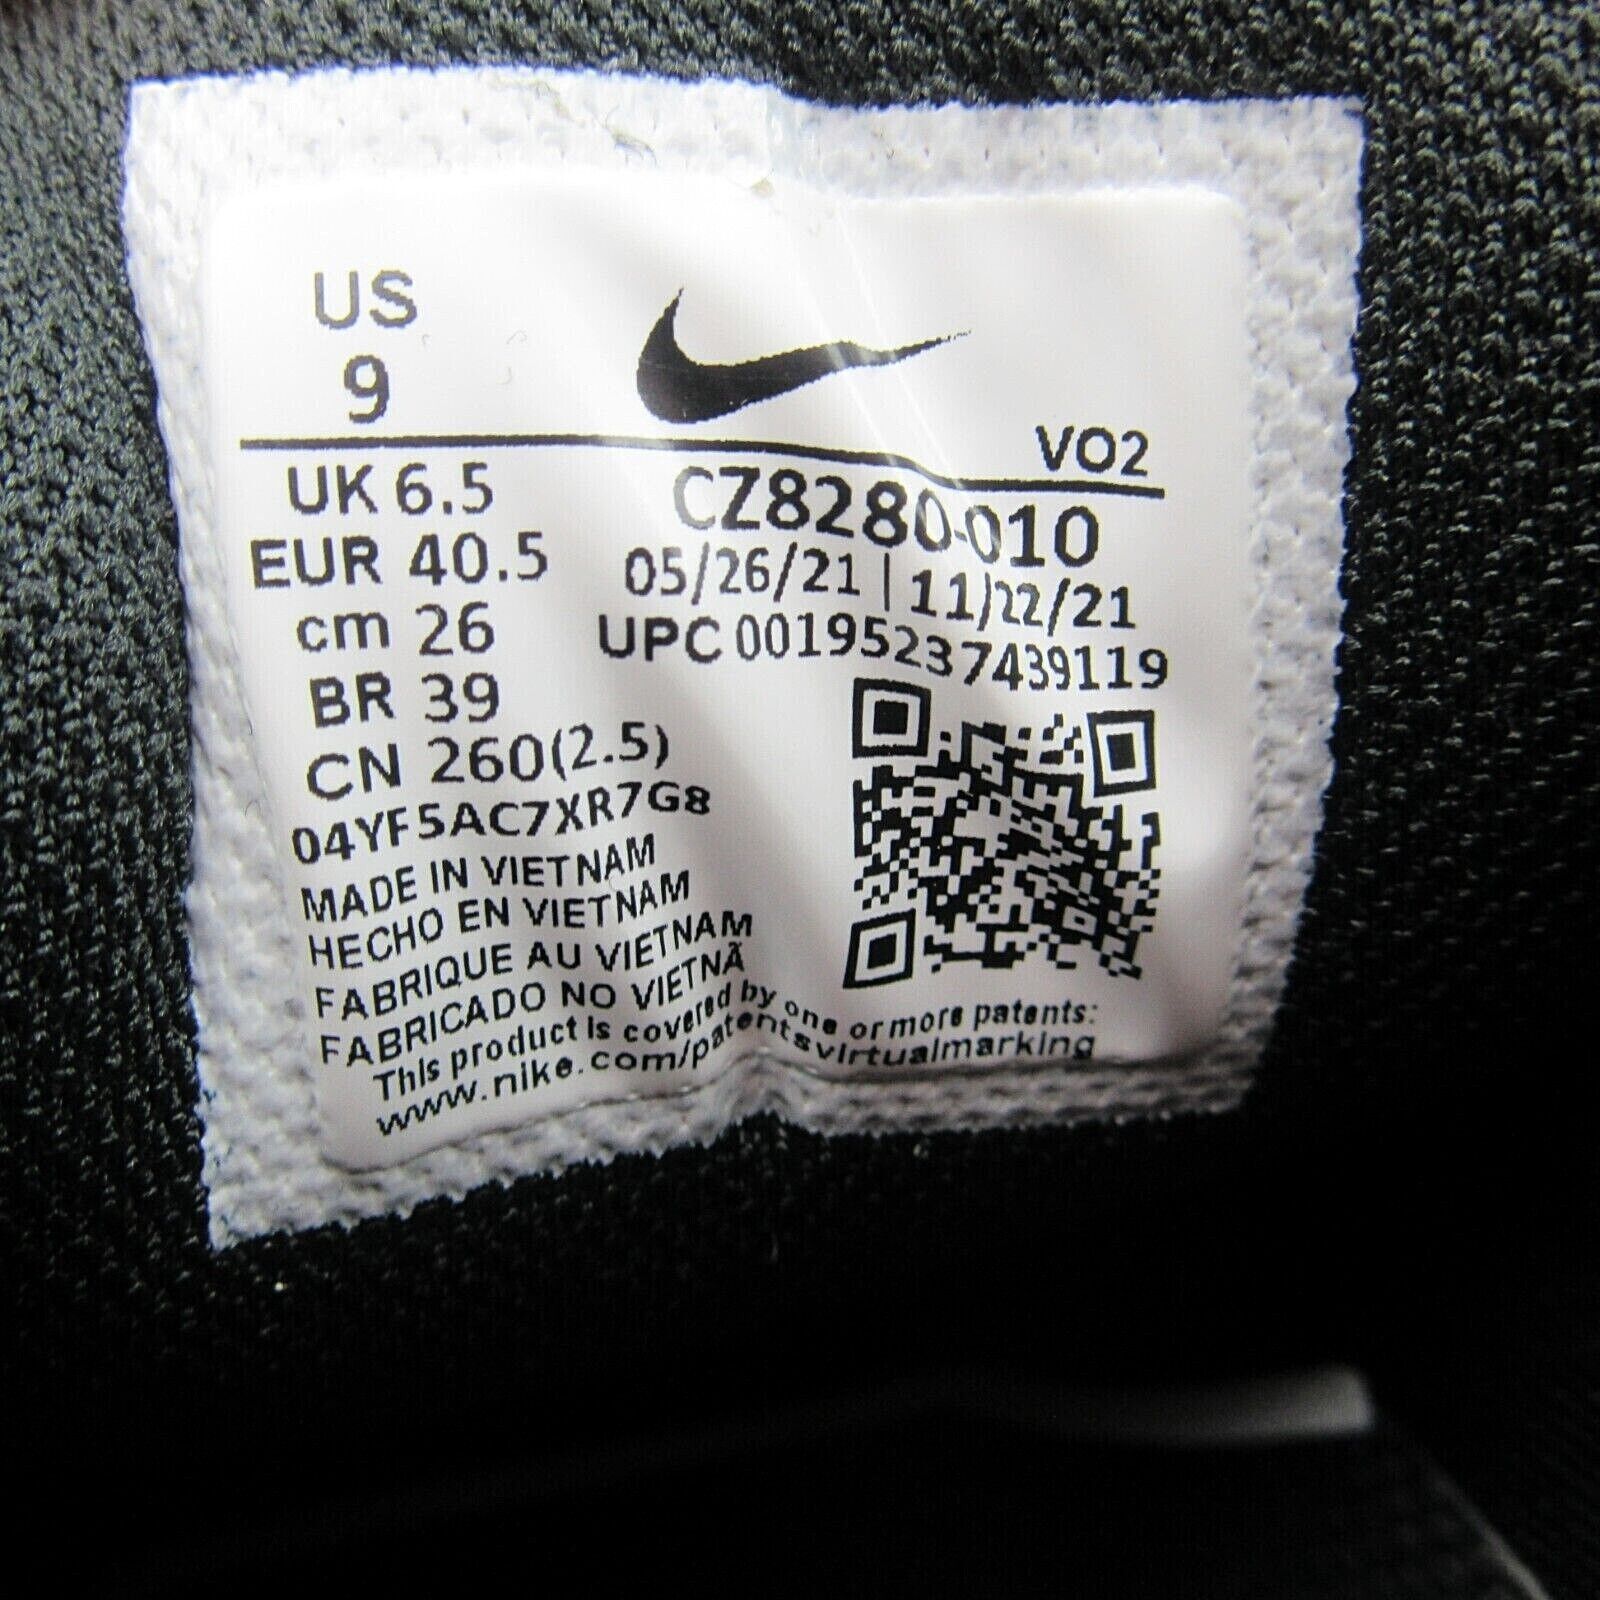 US
9
VO2
UK 6.5
EUR 40.5
cm 26
BR 39
CN 260(2.5)
CZ8280-010
05/26/21 | 11/22/21
UPC 00195237439119
04YF5AC7XR7G8
MADE IN VIETNAM
HECHO EN VIETNAM
FABRIQUE AU VIETNAM
FABRICADO NO VIETNÃ
This product is covered by one or more patents:
www.nike.com/patentsvirtualmarking